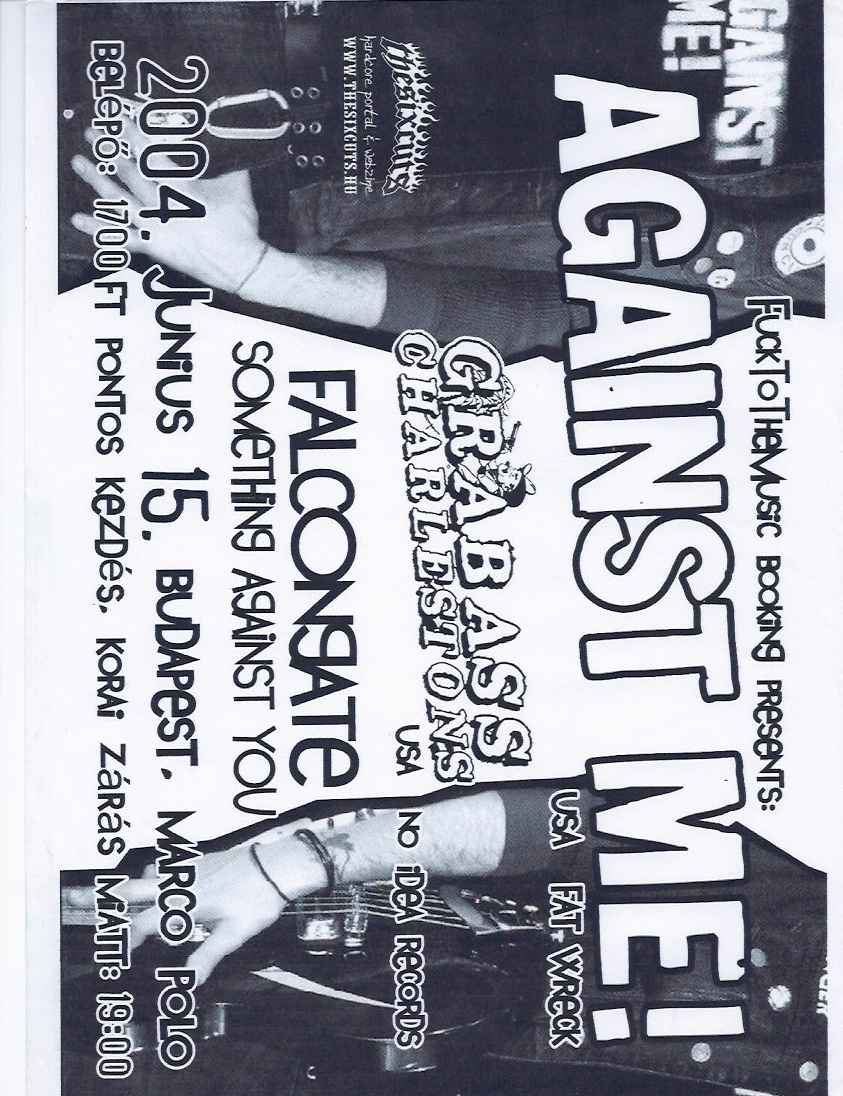 AGAINST
ME!
FUCKTOTHEMUSIC BOOKING PRESENTS:
AGAINST ME!
USA FAT WRECK
thesixcuts
hardcore portal & webzine
WWW.THESIXCUTS.HU
GRABASS
CHARLESTONS
USA NO IDEA RECORDS
FALCONGATE
SOMETHING AGAINST YOU
2004. JUNIUS 15. BUDAPEST. MARCO POLO
BELÉPŐ: 1700 FT PONTOS KEZDÉS, KORAI ZÁRÁS MIATT: 19:00